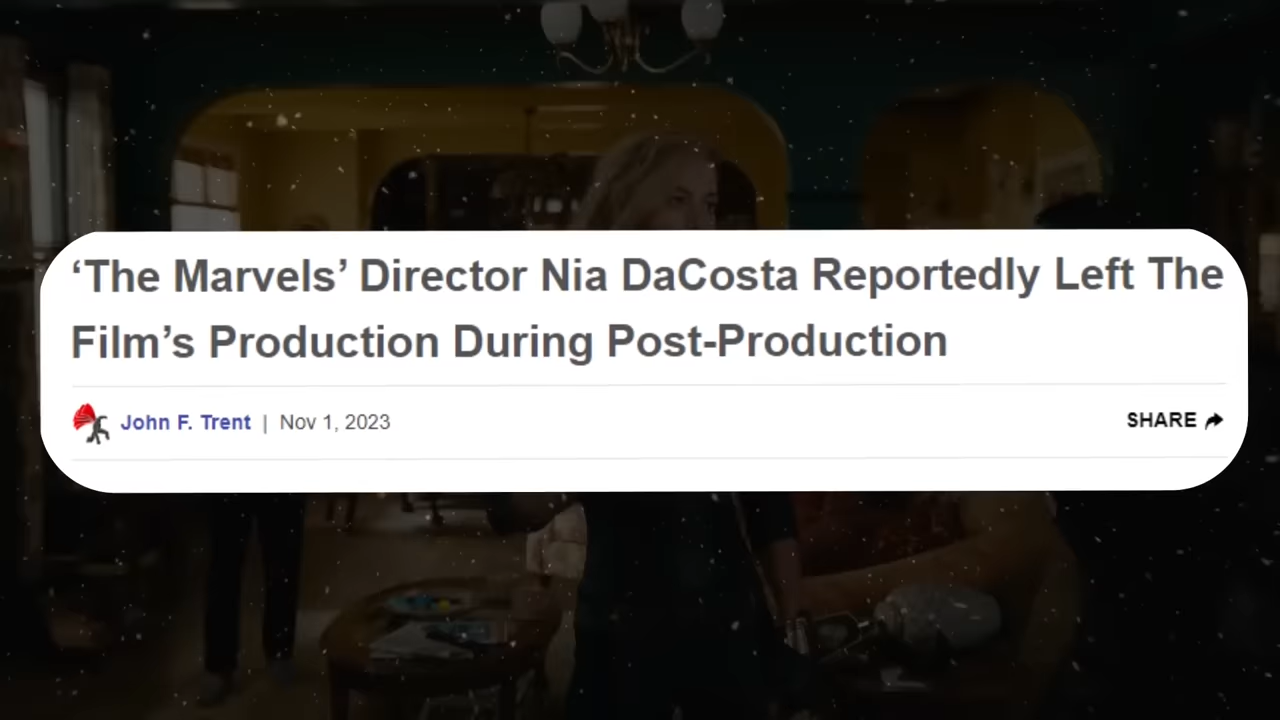 ‘The Marvels’ Director Nia DaCosta Reportedly Left The
Film’s Production During Post-Production
John F. Trent | Nov 1, 2023
SHARE